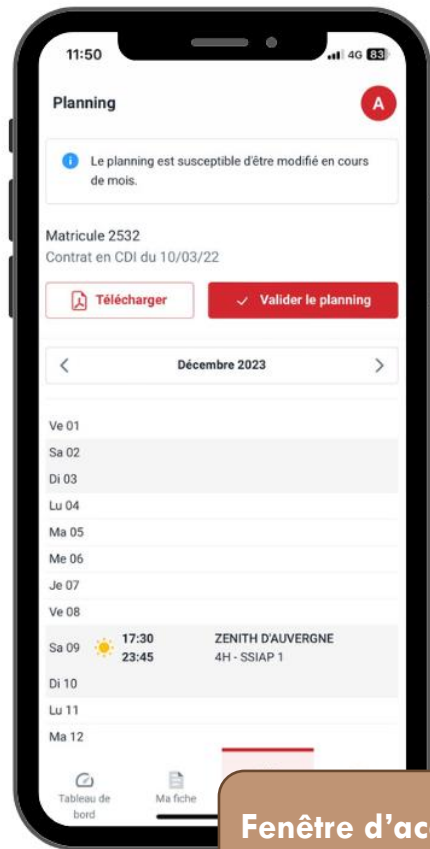 11:50
4G 83
Planning
A
Le planning est susceptible d'être modifié en cours
de mois.
Matricule 2532
Contrat en CDI du 10/03/22
Télécharger
Valider le planning
Décembre 2023
Ve 01
Sa 02
Di 03
Lu 04
Ma 05
Me 06
Je 07
Ve 08
Sa 09 17:30 ZENITH D'AUVERGNE
23:45 4H - SSIAP 1
Di 10
Lu 11
Ma 12
Tableau de
bord
Ma fiche
Fenêtre d'acc